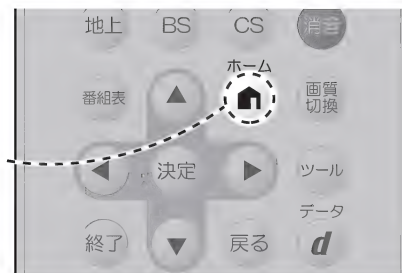 地上 BS CS 消音
ホーム
番組表 画質
切換
決定 ツール
データ
終了 戻る d